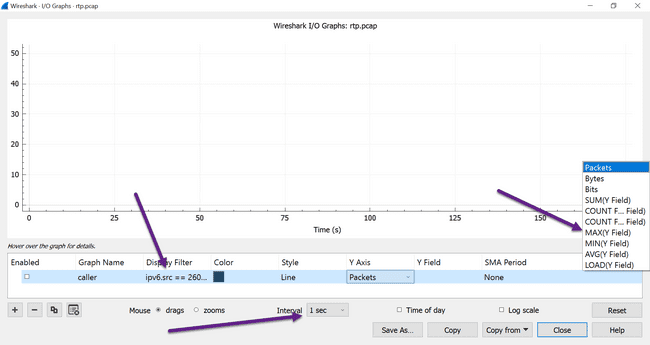 Wireshark · I/O Graphs · rtp.pcap
Wireshark I/O Graphs: rtp.pcap
50
40
30
20
10
0
0 25 50 75 100 125 150
Time (s)
Packets
Bytes
Bits
SUM(Y Field)
COUNT F... Field)
COUNT F... Field)
MAX(Y Field)
MIN(Y Field)
AVG(Y Field)
LOAD(Y Field)
Hover over the graph for details.
Enabled Graph Name Display Filter Color Style Y Axis Y Field SMA Period
caller ipv6.src == 260... Line Packets None
Mouse drags zooms Interval 1 sec Time of day Log scale Reset
Save As... Copy Copy from Close Help